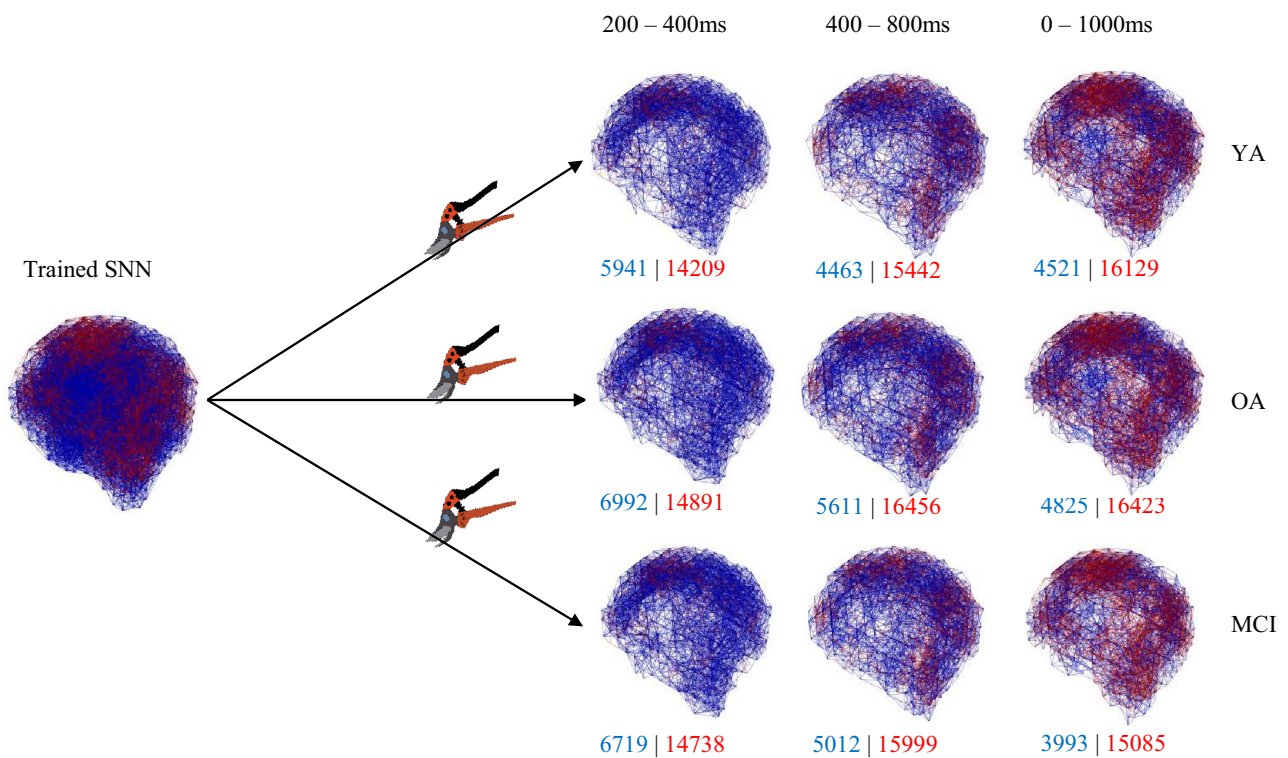 200 – 400ms 400 – 800ms 0 – 1000ms
YA
5941 | 14209 4463 | 15442 4521 | 16129
Trained SNN
OA
6992 | 14891 5611 | 16456 4825 | 16423
MCI
6719 | 14738 5012 | 15999 3993 | 15085